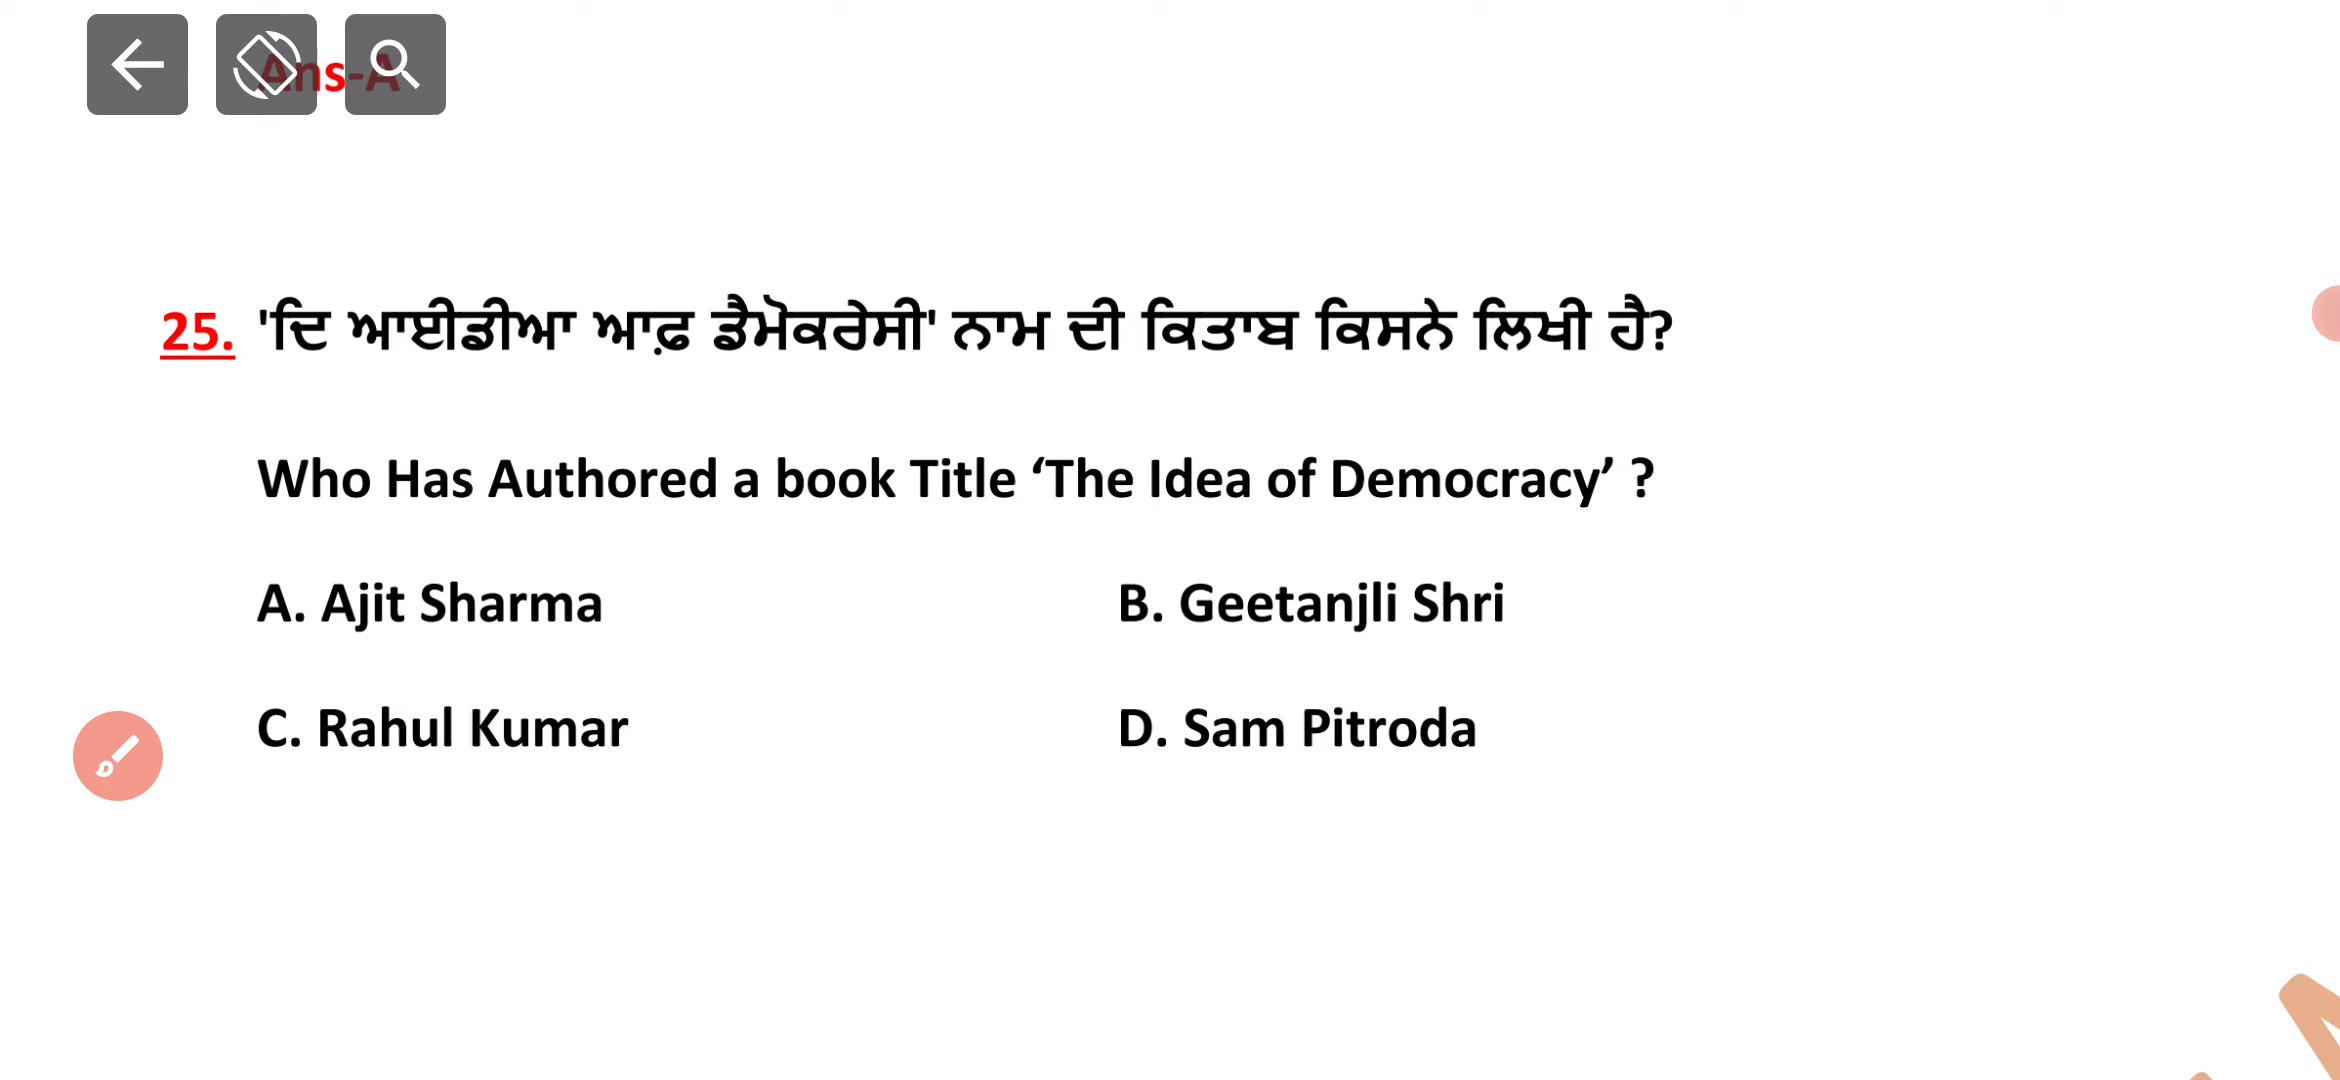 Ans-A
25. 'ਦਿ ਆਈਡੀਆ ਆਫ਼ ਡੈਮੋਕਰੇਸੀ' ਨਾਮ ਦੀ ਕਿਤਾਬ ਕਿਸਨੇ ਲਿਖੀ ਹੈ?
Who Has Authored a book Title ‘The Idea of Democracy’ ?
A. Ajit Sharma B. Geetanjli Shri
C. Rahul Kumar D. Sam Pitroda